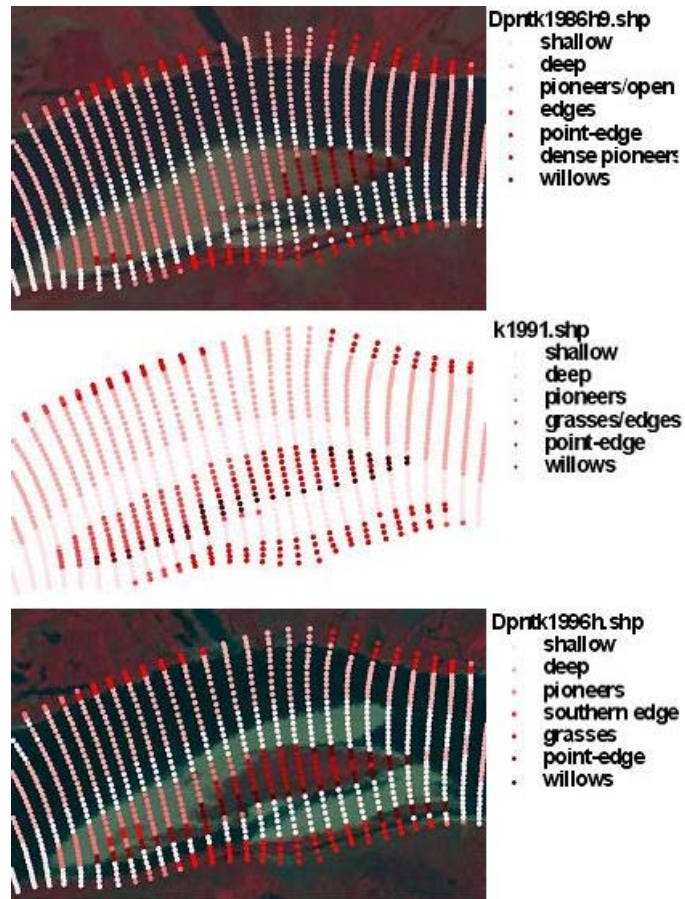 Dpntk1986h9.shp
shallow
deep
pioneers/open
edges
point-edge
dense pioneers
willows
k1991.shp
shallow
deep
pioneers
grasses/edges
point-edge
willows
Dpntk1996h.shp
shallow
deep
pioneers
southern edge
grasses
point-edge
willows